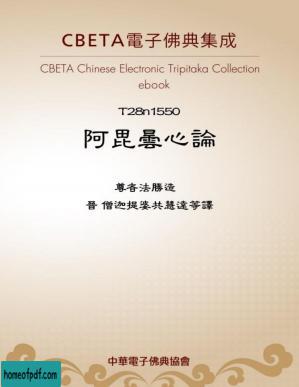 CBETA電子佛典集成
CBETA Chinese Electronic Tripitaka Collection
ebook
T28n1550
阿毘曇心論
尊者法勝造
晉 僧迦提婆共慧遠等譯
中華電子佛典協會
homeofpdf.com